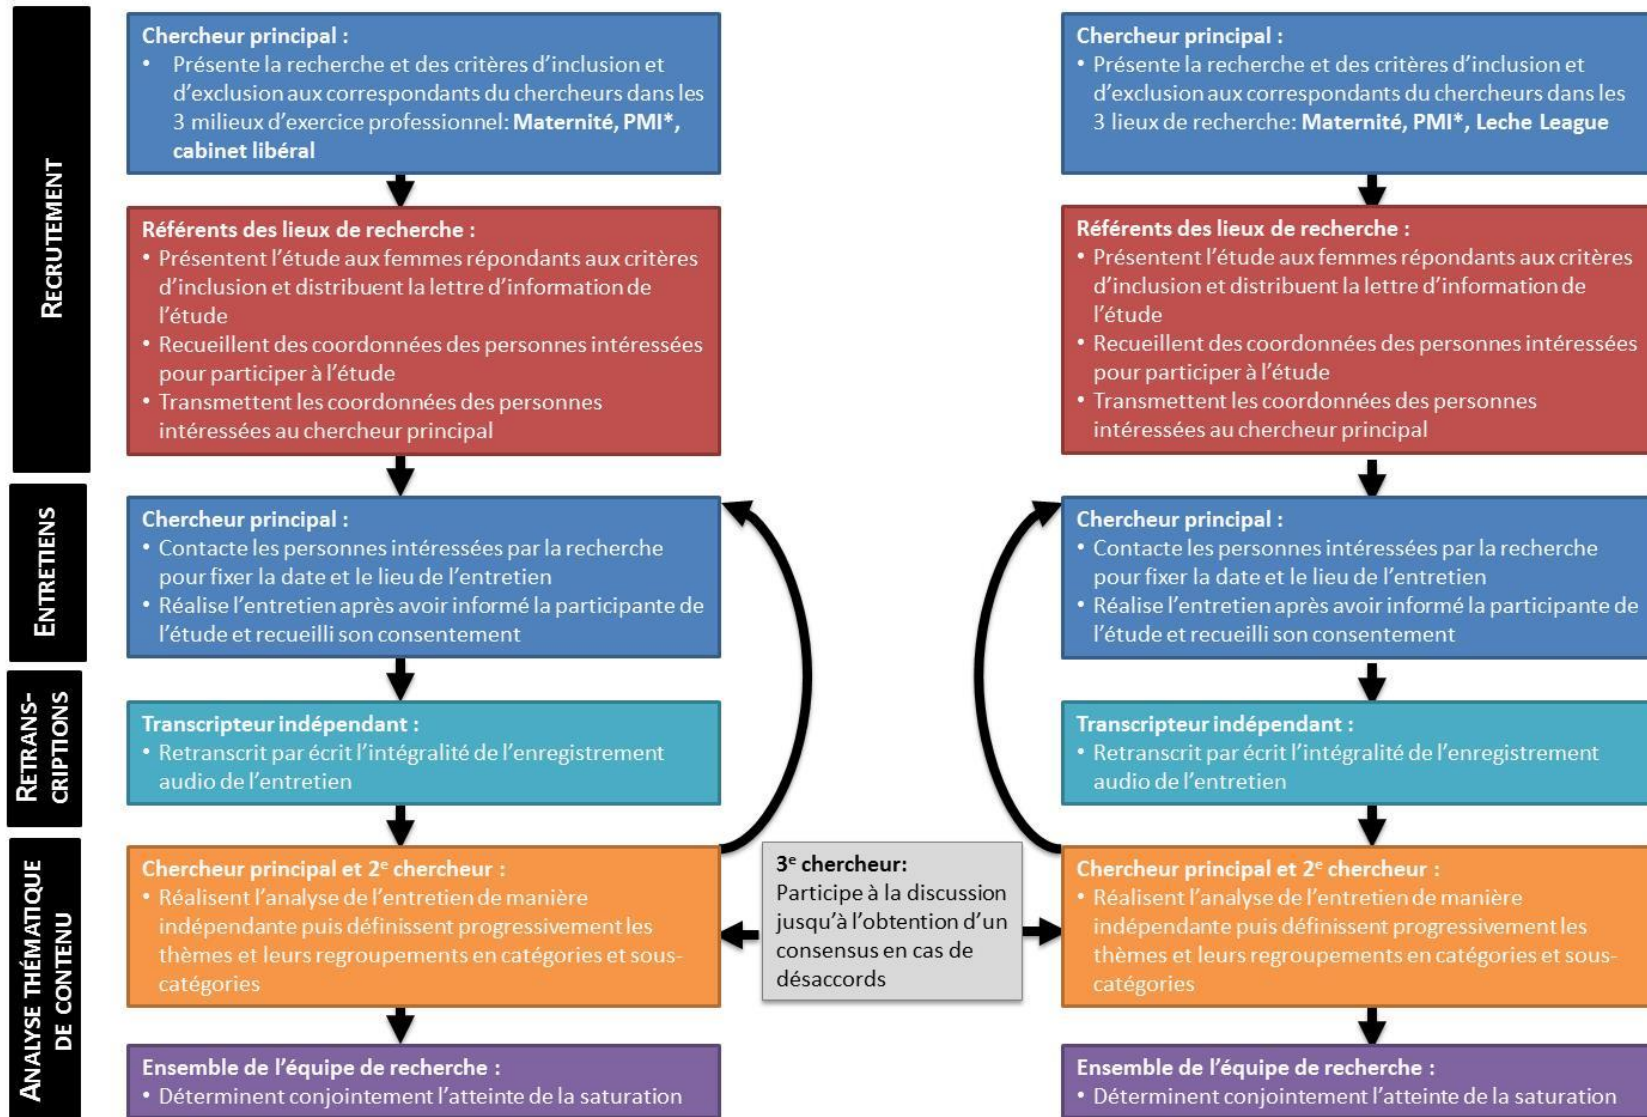 RECRUTEMENT
Chercheur principal :
• Présente la recherche et des critères d'inclusion et
d'exclusion aux correspondants du chercheurs dans les
3 milieux d'exercice professionnel: Maternité, PMI*,
cabinet libéral
Chercheur principal :
• Présente la recherche et des critères d'inclusion et
d'exclusion aux correspondants du chercheurs dans les
3 lieux de recherche: Maternité, PMI*, Leche League
Référents des lieux de recherche :
• Présentent l'étude aux femmes répondants aux critères
d'inclusion et distribuent la lettre d'information de
l'étude
• Recueillent des coordonnées des personnes intéressées
pour participer à l'étude
• Transmettent les coordonnées des personnes
intéressées au chercheur principal
Référents des lieux de recherche :
• Présentent l'étude aux femmes répondants aux critères
d'inclusion et distribuent la lettre d'information de
l'étude
• Recueillent des coordonnées des personnes intéressées
pour participer à l'étude
• Transmettent les coordonnées des personnes
intéressées au chercheur principal
ENTRETIENS
Chercheur principal :
• Contacte les personnes intéressées par la recherche
pour fixer la date et le lieu de l'entretien
• Réalise l'entretien après avoir informé la participante de
l'étude et recueilli son consentement
Chercheur principal :
• Contacte les personnes intéressées par la recherche
pour fixer la date et le lieu de l'entretien
• Réalise l'entretien après avoir informé la participante de
l'étude et recueilli son consentement
RETRANS-
CRIPTIONS
Transcripteur indépendant :
• Retranscrit par écrit l'intégralité de l'enregistrement
audio de l'entretien
Transcripteur indépendant :
• Retranscrit par écrit l'intégralité de l'enregistrement
audio de l'entretien
ANALYSE THÉMATIQUE
DE CONTENU
Chercheur principal et 2e chercheur :
• Réalisent l'analyse de l'entretien de manière
indépendante puis définissent progressivement les
thèmes et leurs regroupements en catégories et sous-
catégories
3e chercheur:
Participe à la discussion
jusqu'à l'obtention d'un
consensus en cas de
désaccords
Chercheur principal et 2e chercheur :
• Réalisent l'analyse de l'entretien de manière
indépendante puis définissent progressivement les
thèmes et leurs regroupements en catégories et sous-
catégories
Ensemble de l'équipe de recherche :
• Déterminent conjointement l'atteinte de la saturation
Ensemble de l'équipe de recherche :
• Déterminent conjointement l'atteinte de la saturation